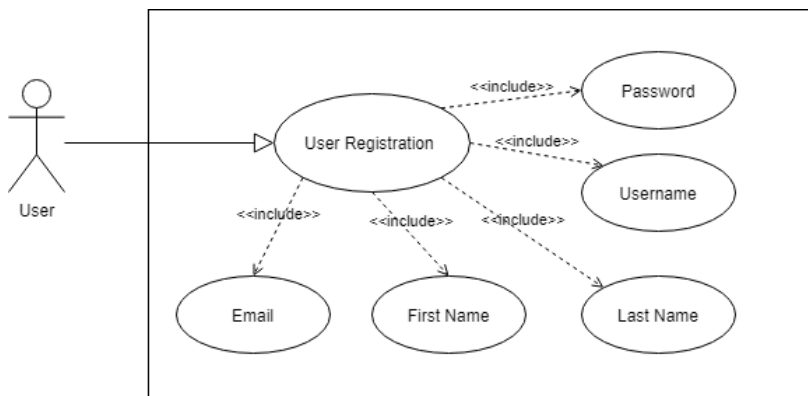 <<include>>
Password
User Registration
<<include>>
Username
User
<<include>>
<<include>>
<<include>>
Email
First Name
Last Name